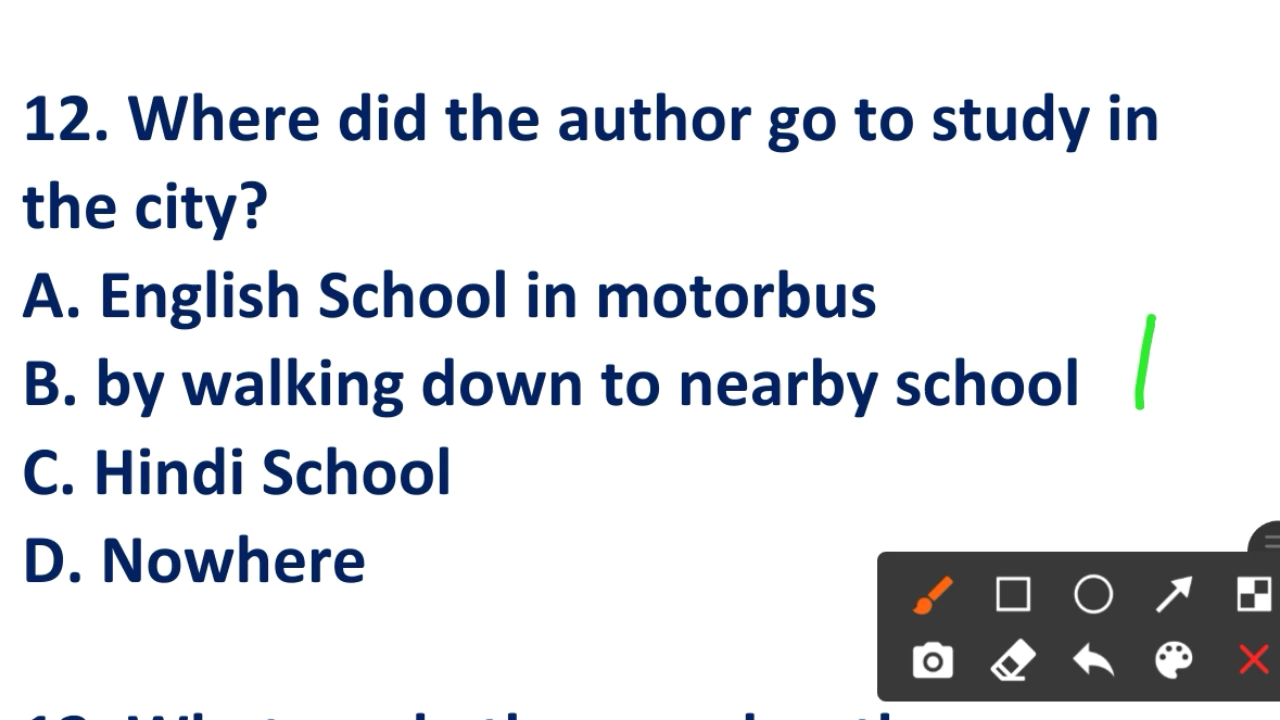 12. Where did the author go to study in
the city?
A. English School in motorbus
B. by walking down to nearby school
C. Hindi School
D. Nowhere